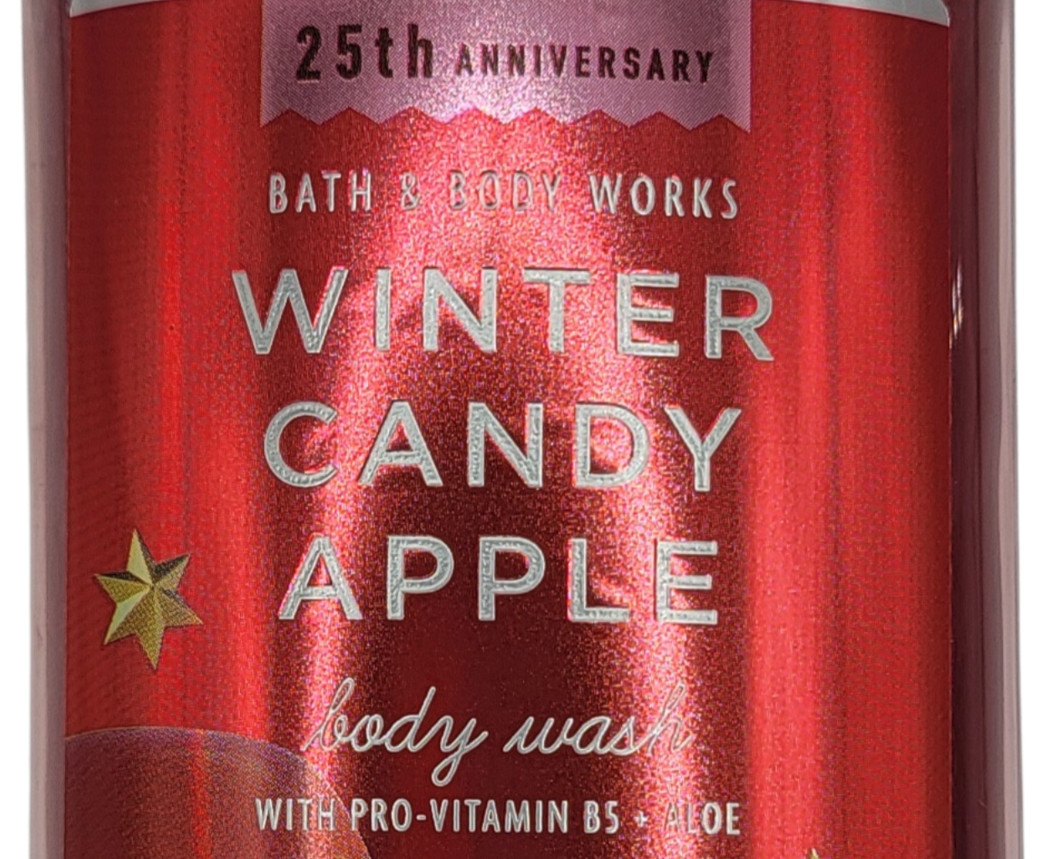 25th ANNIVERSARY
BATH & BODY WORKS
WINTER
CANDY
APPLE
body wash
WITH PRO-VITAMIN B5 + ALOE